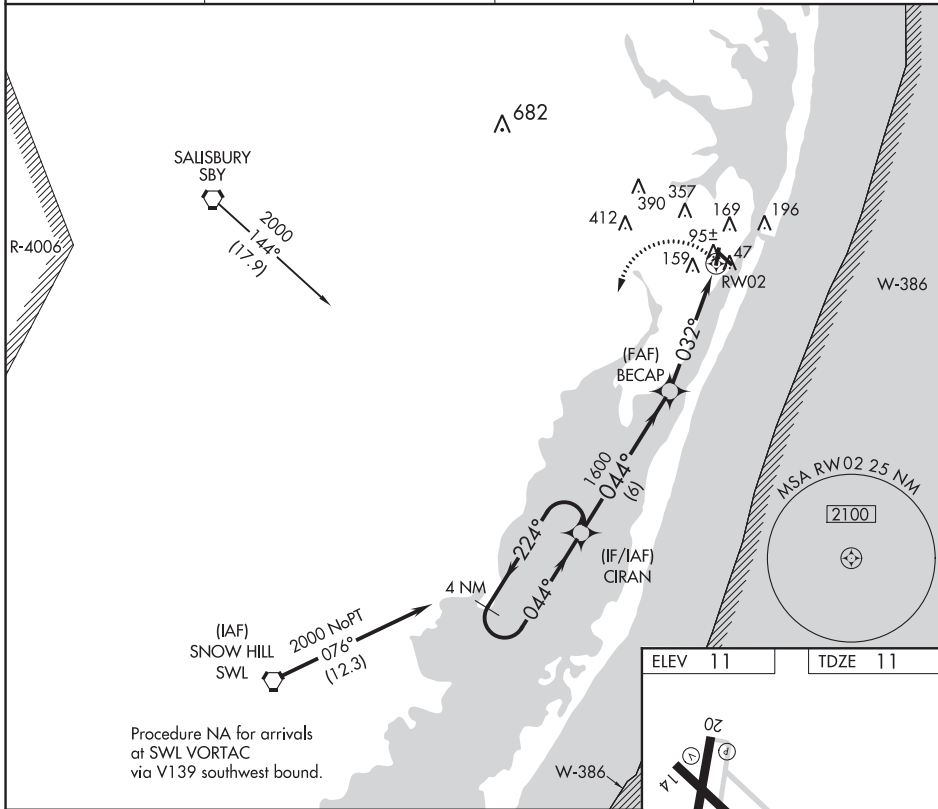 682
SALISBURY
SBY
2000
144°
(17.9)
R-4006
390
357
412
169
196
95±
159
47
RW02
W-386
032°
(FAF)
BECAP
1600
044°
(6)
MSA RW02 25 NM
2100
224°
044°
4 NM
(IF/IAF)
CIRAN
(IAF)
SNOW HILL
SWL
2000 NoPT
076°
(12.3)
Procedure NA for arrivals
at SWL VORTAC
via V139 southwest bound.
W-386
ELEV 11
TDZE 11
20
P
V
14